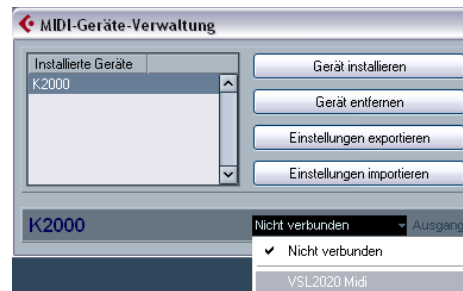 MIDI-Geräte-Verwaltung
Installierte Geräte
K2000
Gerät installieren
Gerät entfernen
Einstellungen exportieren
Einstellungen importieren
K2000
Nicht verbunden
Ausgang
Nicht verbunden
VSL2020 Midi